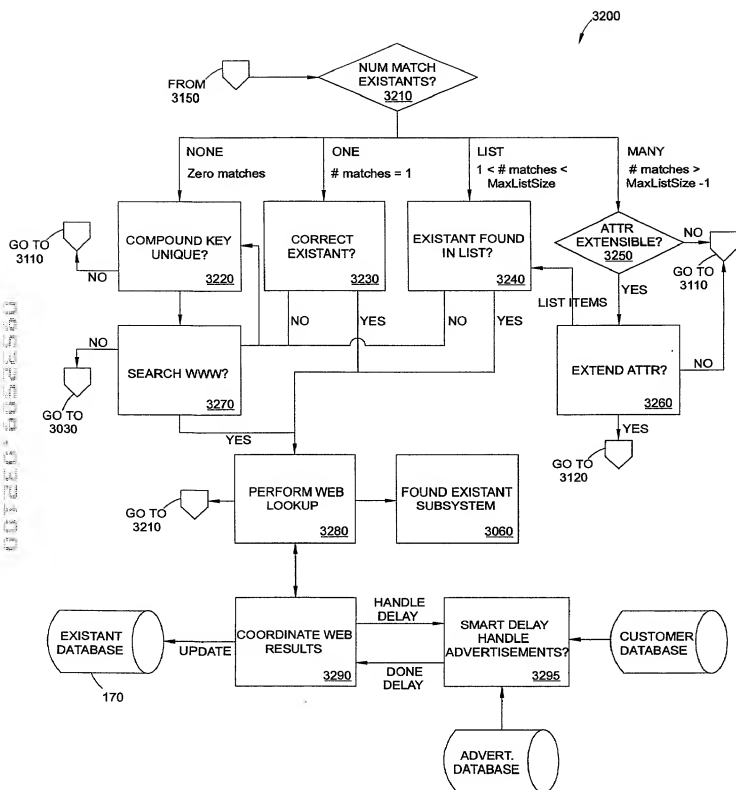 3200
FROM
3150
NUM MATCH
EXISTANTS?
3210
NONE
Zero matches
ONE
# matches = 1
LIST
1 < # matches <
MaxListSize
MANY
# matches >
MaxListSize -1
GO TO
3110
NO
COMPOUND KEY
UNIQUE?
3220
CORRECT
EXISTANT?
3230
EXISTANT FOUND
IN LIST?
3240
ATTR
EXTENSIBLE?
3250
NO
GO TO
3110
YES
LIST ITEMS
NO
YES
NO
YES
NO
GO TO
3030
SEARCH WWW?
3270
YES
EXTEND ATTR?
3260
NO
YES
GO TO
3120
GO TO
3210
PERFORM WEB
LOOKUP
3280
FOUND EXISTANT
SUBSYSTEM
3060
EXISTANT
DATABASE
170
UPDATE
COORDINATE WEB
RESULTS
3290
HANDLE
DELAY
DONE
DELAY
SMART DELAY
HANDLE
ADVERTISEMENTS?
3295
CUSTOMER
DATABASE
ADVERT.
DATABASE